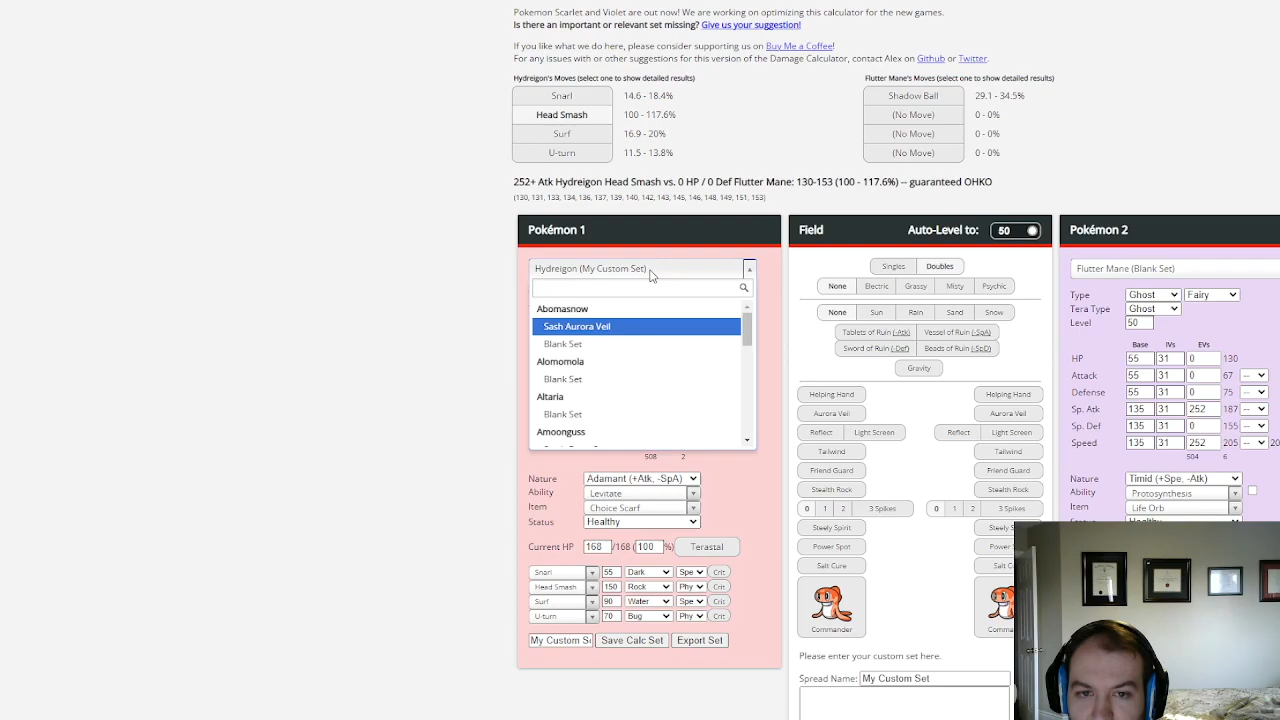 Pokemon Scarlet and Violet are out now! We are working on optimizing this calculator for the new games.
Is there an important or relevant set missing? Give us your suggestion!
If you like what we do here, please consider supporting us on Buy Me a Coffee!
For any issues with or other suggestions for this version of the Damage Calculator, contact Alex on Github or Twitter.
Hydreigon's Moves (select one to show detailed results)
Snarl 14.6 - 18.4%
Head Smash 100 - 117.6%
Surf 16.9 - 20%
U-turn 11.5 - 13.8%
Flutter Mane's Moves (select one to show detailed results)
Shadow Ball 29.1 - 34.5%
(No Move) 0 - 0%
(No Move) 0 - 0%
(No Move) 0 - 0%
252+ Atk Hydreigon Head Smash vs. 0 HP / 0 Def Flutter Mane: 130-153 (100 - 117.6%) -- guaranteed OHKO
(130, 131, 133, 134, 136, 137, 139, 140, 142, 143, 145, 146, 148, 149, 151, 153)
Pokémon 1
Hydreigon (My Custom Set)
Abomasnow
Sash Aurora Veil
Blank Set
Alomomola
Blank Set
Altaria
Blank Set
Amoonguss
508 2
Nature Adamant (+Atk, -SpA)
Ability Levitate
Item Choice Scarf
Status Healthy
Current HP 168 /168 ( 100 %) Terastal
Snarl 55 Dark Spe Crit
Head Smash 150 Rock Phy Crit
Surf 90 Water Spe Crit
U-turn 70 Bug Phy Crit
My Custom S Save Calc Set Export Set
Field Auto-Level to: 50
Singles Doubles
None Electric Grassy Misty Psychic
None Sun Rain Sand Snow
Tablets of Ruin (-Atk) Vessel of Ruin (-SpA)
Sword of Ruin (-Def) Beads of Ruin (-SpD)
Gravity
Helping Hand Helping Hand
Aurora Veil Aurora Veil
Reflect Light Screen Reflect Light Screen
Tailwind Tailwind
Friend Guard Friend Guard
Stealth Rock Stealth Rock
0 1 2 3 Spikes 0 1 2 3 Spikes
Steely Spirit Steely S
Power Spot Power
Salt Cure Salt C
Commander Comma
Please enter your custom set here.
Spread Name: My Custom Set
Pokémon 2
Flutter Mane (Blank Set)
Type Ghost Fairy
Tera Type Ghost
Level 50
Base IVs EVs
HP 55 31 0 130
Attack 55 31 0 67 --
Defense 55 31 0 75 --
Sp. Atk 135 31 252 187 --
Sp. Def 135 31 0 155 --
Speed 135 31 252 205 -- 20
504 6
Nature Timid (+Spe, -Atk)
Ability Protosynthesis
Item Life Orb